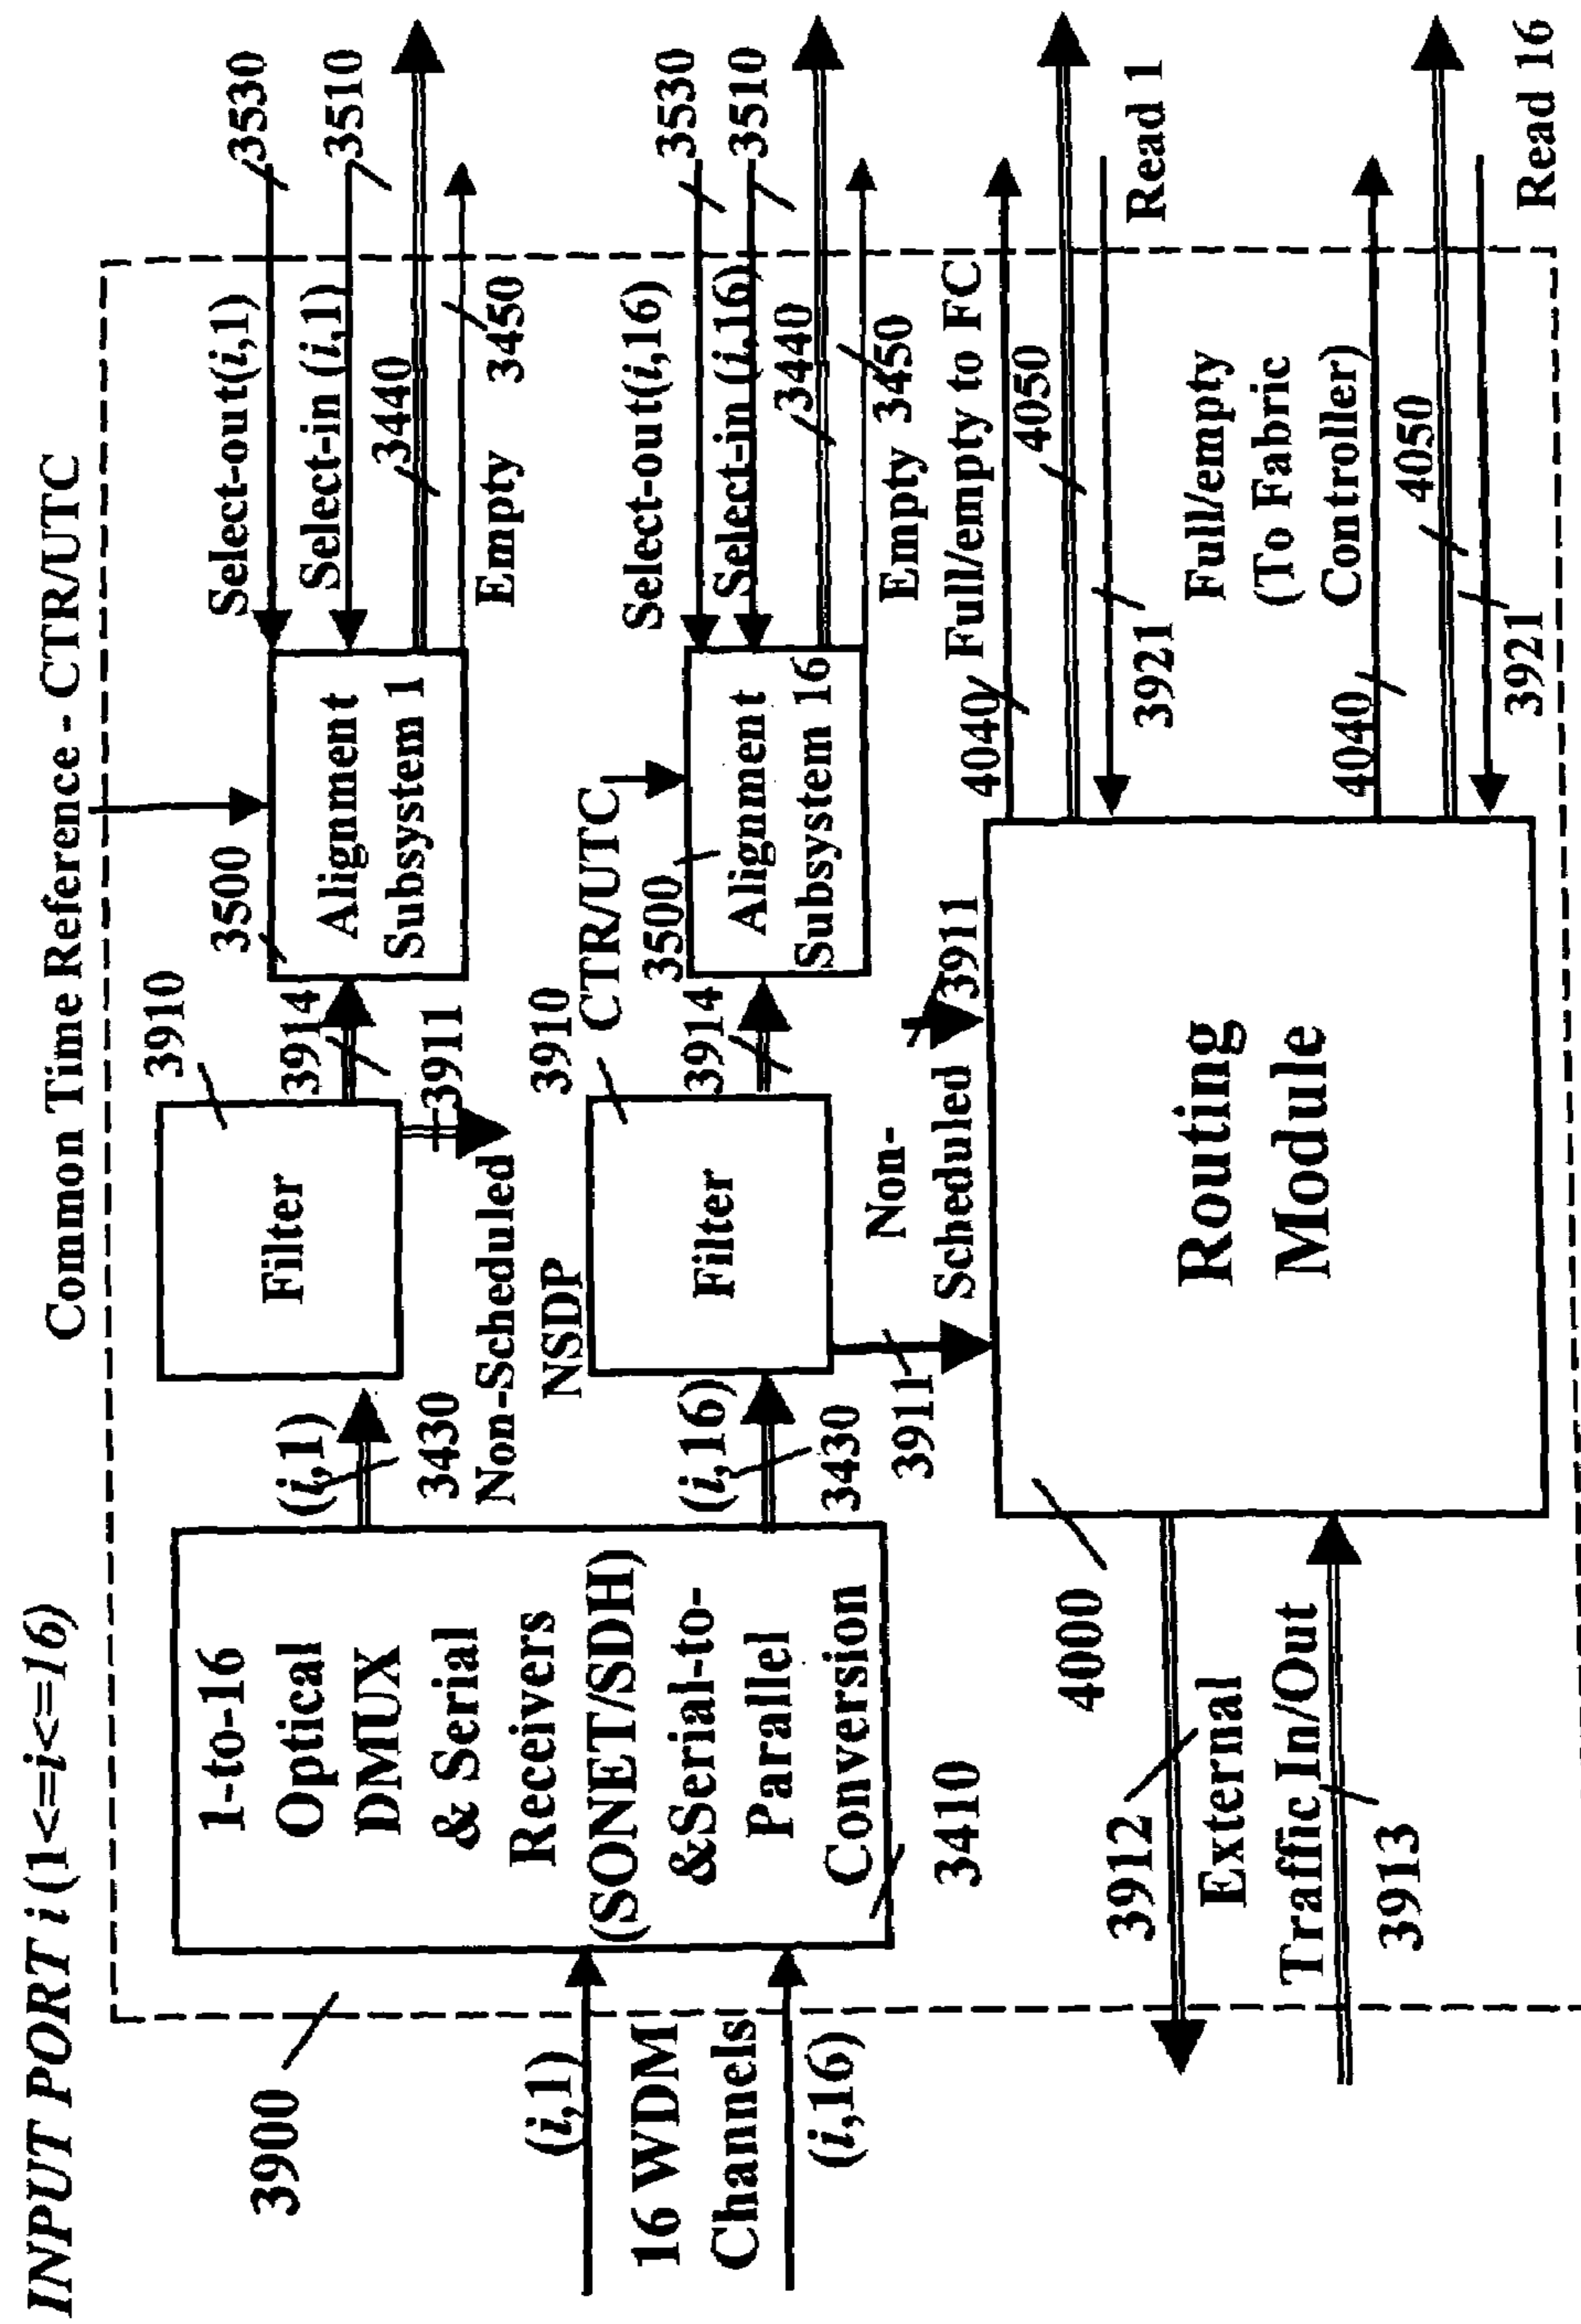 INPUT PORT i (1<=i<=16)
Common Time Reference - CTR/UTC
3900
(i,1)
16 WDM
Channels
(i,16)
1-to-16
Optical
DMUX
& Serial
Receivers
(SONET/SDH)
&Serial-to-
Parallel
Conversion
3410
(i,1)
3430
Non-Scheduled
NSDP
(i,16)
3430
3911
3910
Filter
3914
3911
3910
Filter
3914
Non-
Scheduled
3911
3500
Alignment
Subsystem 1
CTR/UTC
3500
Alignment
Subsystem 16
Select-out(i,1)
3530
Select-in (i,1)
3510
3440
Empty 3450
Select-out(i,16)
3530
Select-in (i,16)
3510
3440
Empty 3450
4000
Routing
Module
3912
External
Traffic In/Out
3913
4040
Full/empty to FC
4050
3921
Read 1
Full/empty
(To Fabric
Controller)
4040
4050
3921
Read 16